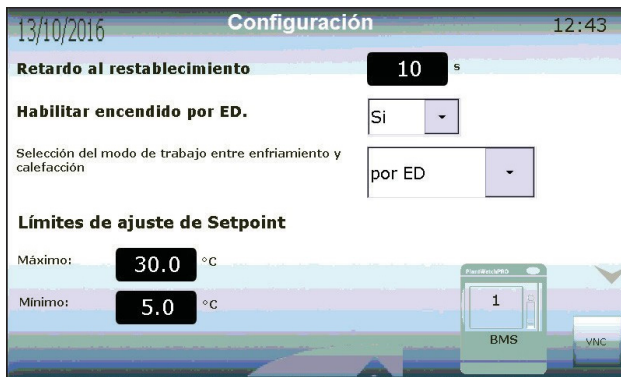 13/10/2016 Configuración 12:43
Retardo al restablecimiento 10 s
Habilitar encendido por ED. Si
Selección del modo de trabajo entre enfriamiento y
calefacción
por ED
Límites de ajuste de Setpoint
Máximo: 30.0 °C
Mínimo: 5.0 °C
PlantWatchPRO
1
BMS
VNC